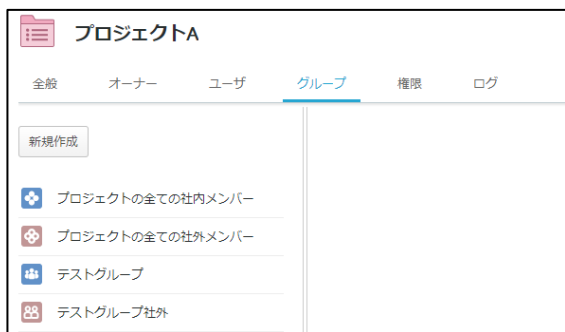 プロジェクトA
全般 オーナー ユーザ グループ 権限 ログ
新規作成
プロジェクトの全ての社内メンバー
プロジェクトの全ての社外メンバー
テストグループ
テストグループ社外